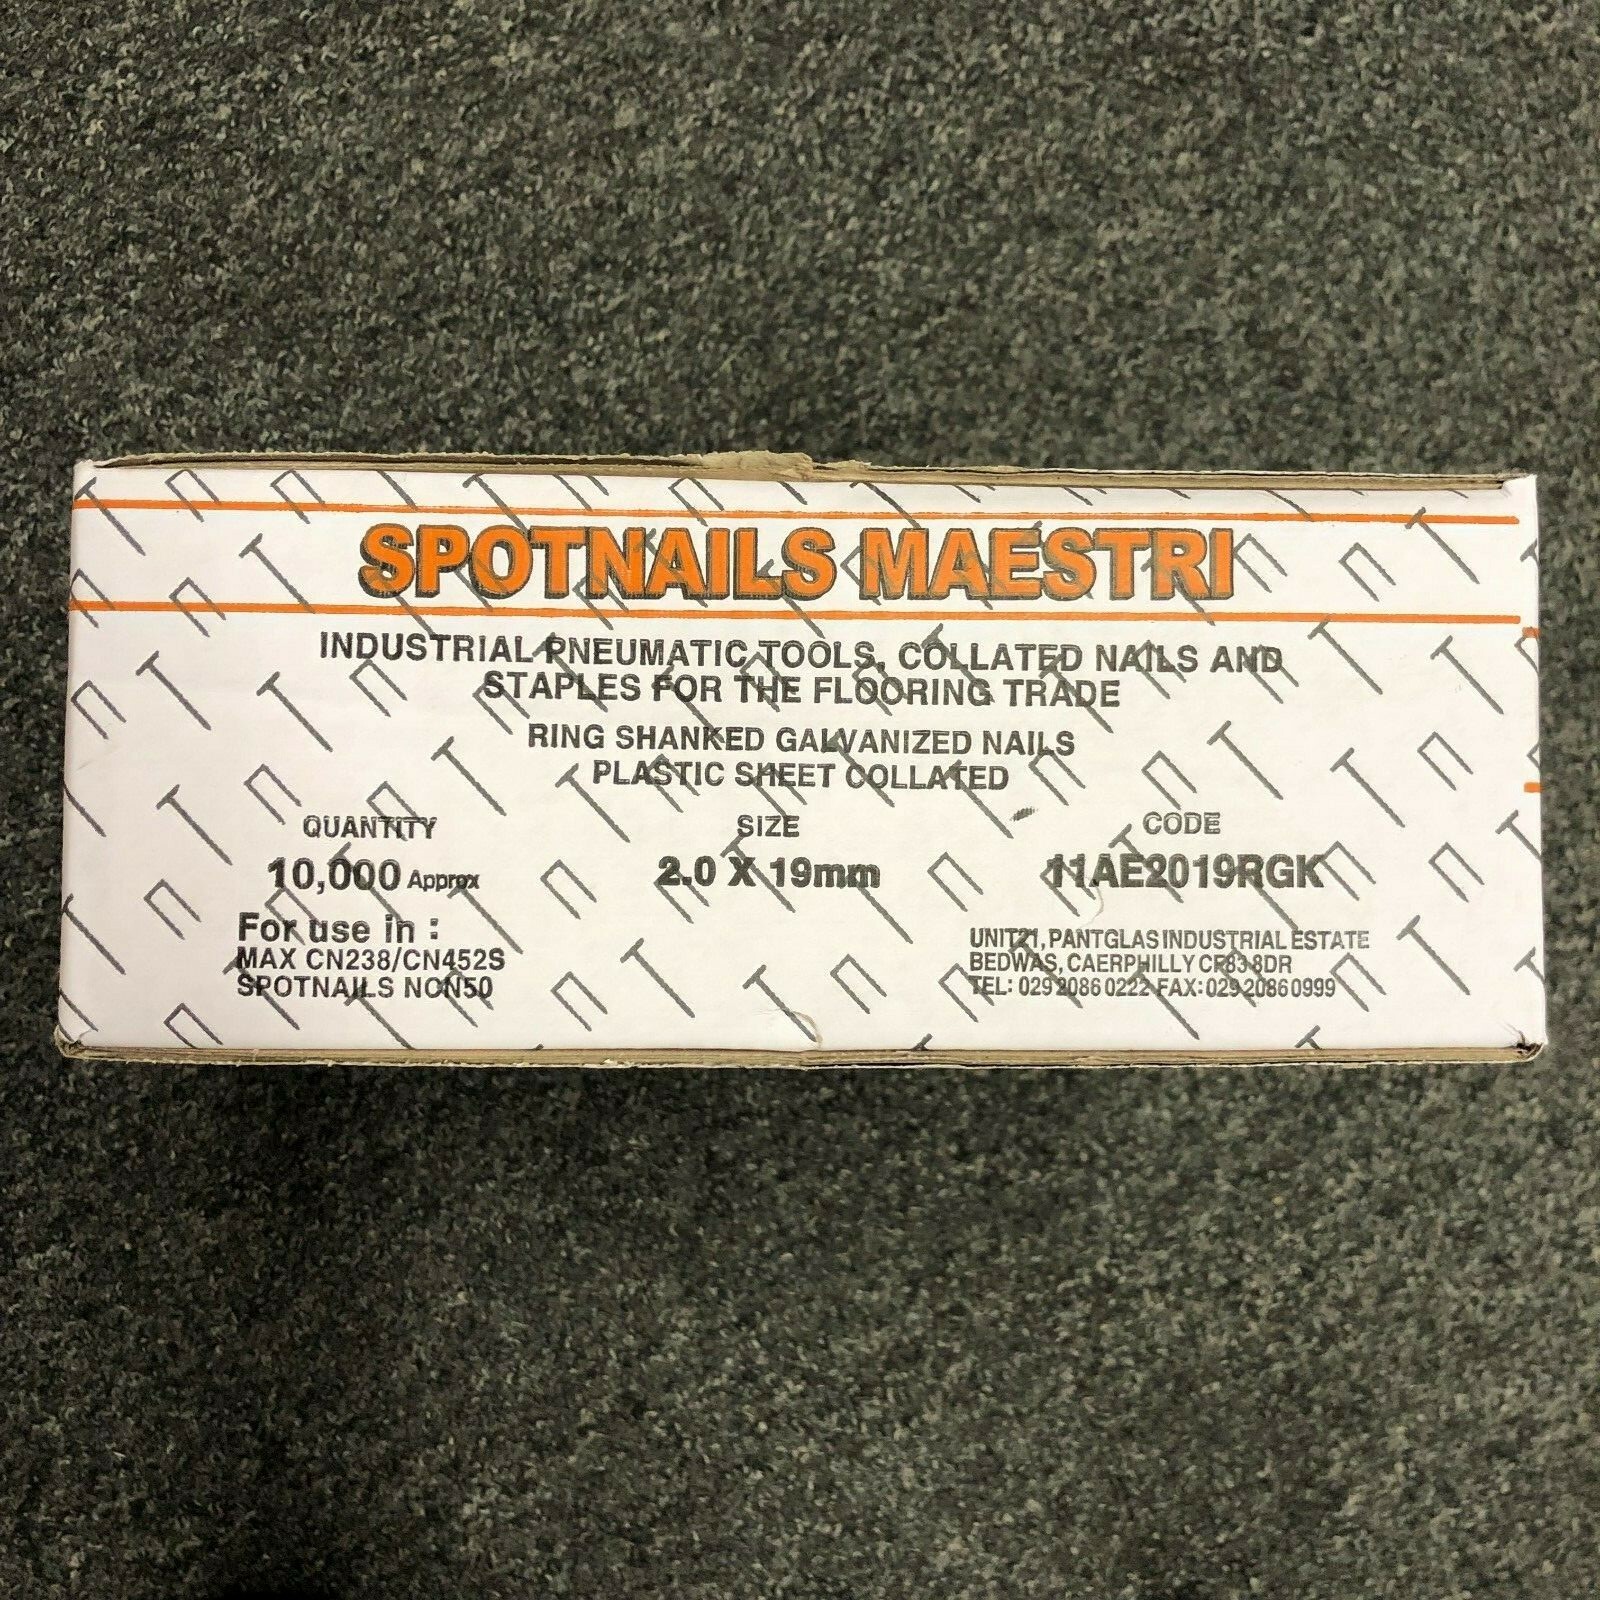 SPOTNAILS MAESTRI
INDUSTRIAL PNEUMATIC TOOLS, COLLATED NAILS AND
STAPLES FOR THE FLOORING TRADE
RING SHANKED GALVANIZED NAILS
PLASTIC SHEET COLLATED
QUANTITY SIZE CODE
10,000 Approx 2.0 X 19mm 11AE2019RGK
For use in :
MAX CN238/CN452S
SPOTNAILS NCN50
UNIT21, PANTGLAS INDUSTRIAL ESTATE
BEDWAS, CAERPHILLY CF83 8DR
TEL: 029 2086 0222 FAX: 029 2086 0999